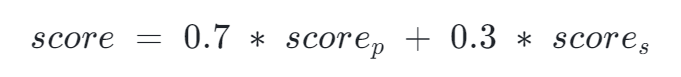 score = 0.7 * score_p + 0.3 * score_s